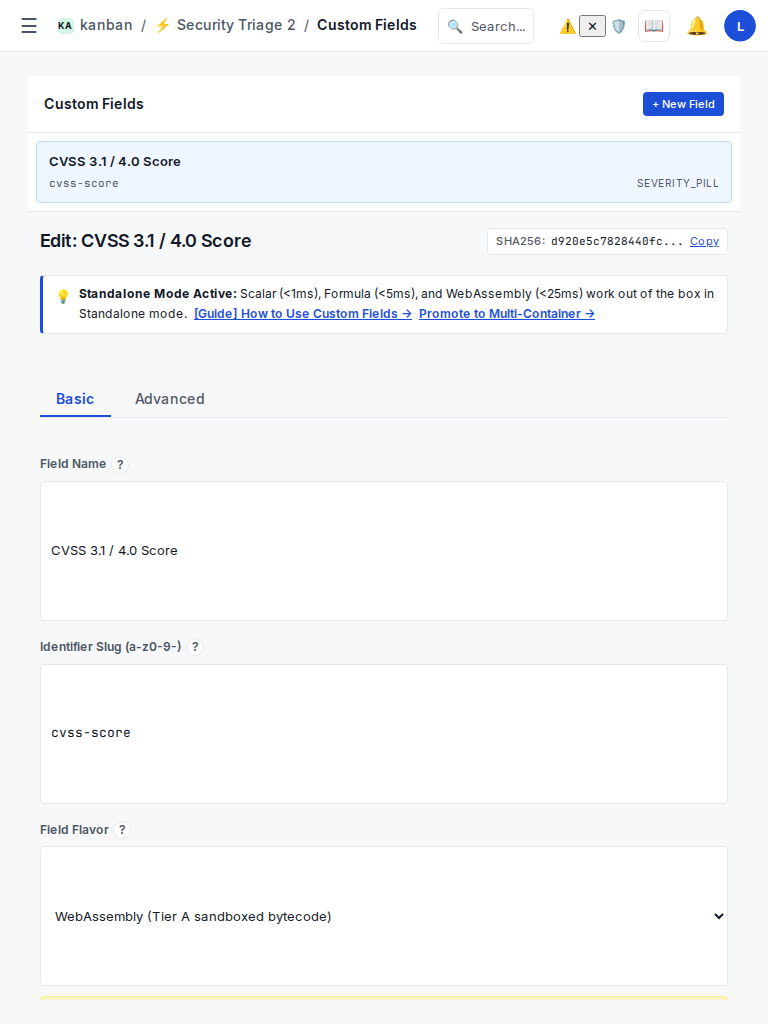 ☰ KA kanban / ⚡ Security Triage 2 / Custom Fields 🔍 Search... ⚠️ ✕ 🛡️ 📖 🔔 L
Custom Fields
+ New Field
CVSS 3.1 / 4.0 Score
cvss-score
SEVERITY_PILL
Edit: CVSS 3.1 / 4.0 Score
SHA256: d920e5c7828440fc... Copy
💡 Standalone Mode Active: Scalar (<1ms), Formula (<5ms), and WebAssembly (<25ms) work out of the box in
Standalone mode. [Guide] How to Use Custom Fields → Promote to Multi-Container →
Basic Advanced
Field Name ?
CVSS 3.1 / 4.0 Score
Identifier Slug (a-z0-9-) ?
cvss-score
Field Flavor ?
WebAssembly (Tier A sandboxed bytecode)